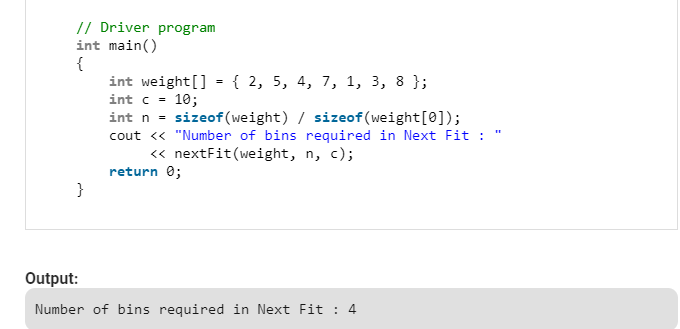 // Driver program
int main()
{
int weight[] = { 2, 5, 4, 7, 1, 3, 8 };
int c = 10;
int n = sizeof(weight) / sizeof(weight[0]);
cout << "Number of bins required in Next Fit : "
<< nextFit(weight, n, c);
return 0;
}
Output:
Number of bins required in Next Fit : 4